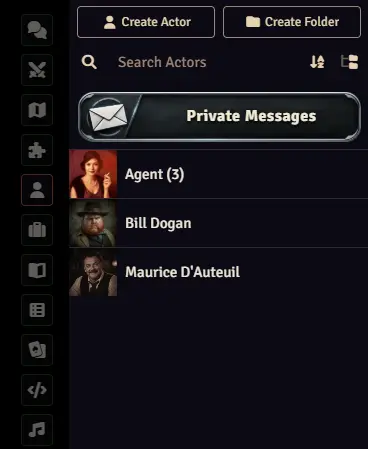 Create Actor
Create Folder
Search Actors
Private Messages
Agent (3)
Bill Dogan
Maurice D'Auteuil